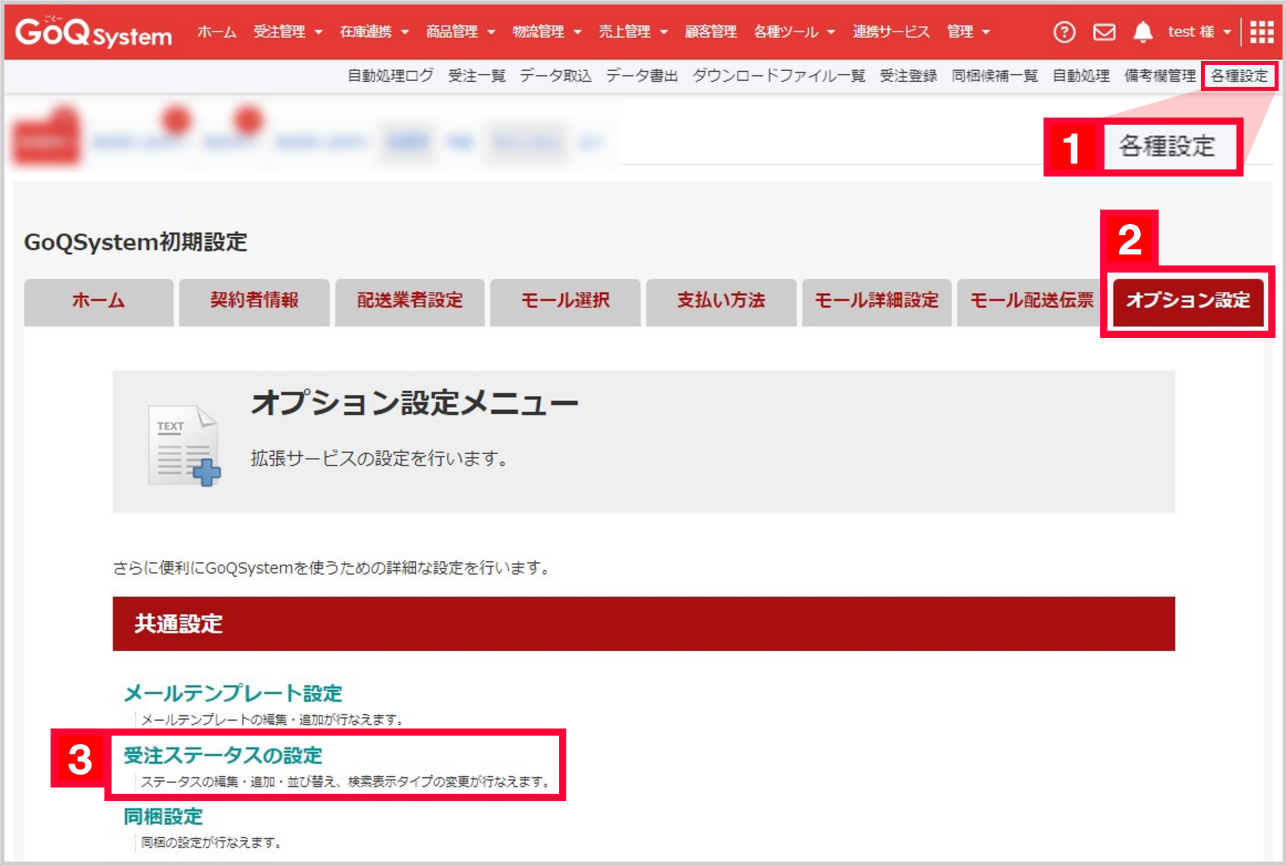 ごくー
GoQSystem ホーム 受注管理 在庫連携 商品管理 物流管理 売上管理 顧客管理 各種ツール 連携サービス 管理 ? test 様
自動処理ログ 受注一覧 データ取込 データ書出 ダウンロードファイル一覧 受注登録 同梱候補一覧 自動処理 備考欄管理 各種設定
1 各種設定
2
GoQSystem初期設定
ホーム 契約者情報 配送業者設定 モール選択 支払い方法 モール詳細設定 モール配送伝票 オプション設定
オプション設定メニュー
TEXT
拡張サービスの設定を行います。
さらに便利にGoQSystemを使うための詳細な設定を行います。
共通設定
メールテンプレート設定
メールテンプレートの編集・追加が行なえます。
3 受注ステータスの設定
ステータスの編集・追加・並び替え、検索表示タイプの変更が行なえます。
同梱設定
同梱の設定が行なえます。